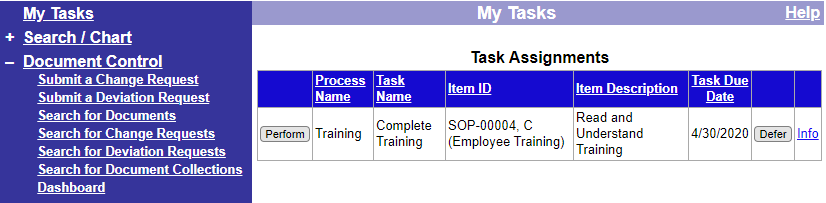 My Tasks
+ Search / Chart
– Document Control
Submit a Change Request
Submit a Deviation Request
Search for Documents
Search for Change Requests
Search for Deviation Requests
Search for Document Collections
Dashboard
My Tasks
Help
Task Assignments
Process Name
Task Name
Item ID
Item Description
Task Due Date
Perform
Training
Complete
Training
SOP-00004, C
(Employee Training)
Read and
Understand
Training
4/30/2020
Defer
Info